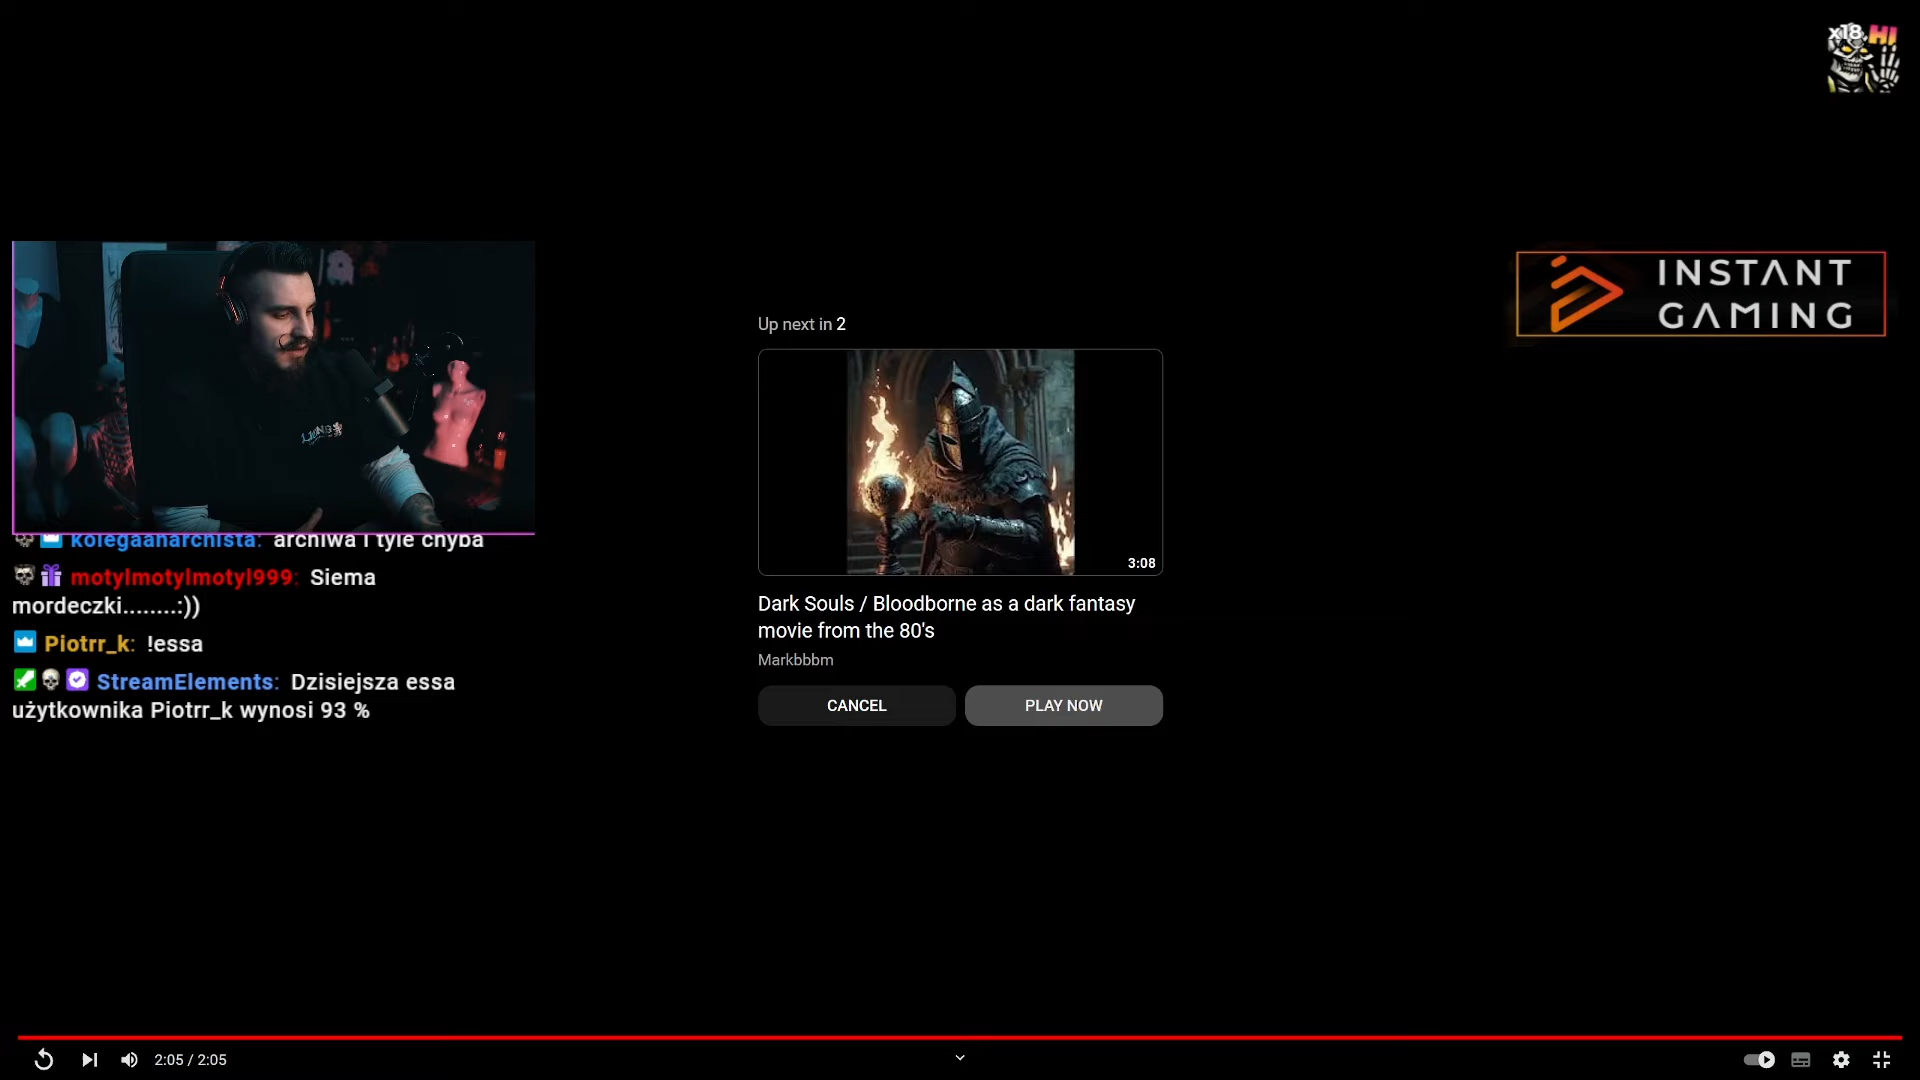 x18 HI
INSTANT
GAMING
Up next in 2
3:08
Dark Souls / Bloodborne as a dark fantasy
movie from the 80's
Markbbbm
CANCEL
PLAY NOW
kolegaanarchista: archiwa i tyle chyba
motylmotylmotyl999: Siema
mordeczki........:))
Piotrr_k: !essa
StreamElements: Dzisiejsza essa
użytkownika Piotrr_k wynosi 93 %
2:05 / 2:05